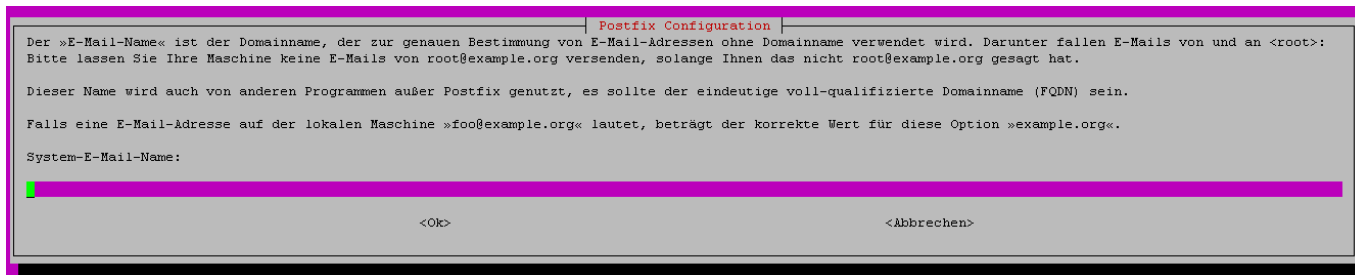 Postfix Configuration
Der »E-Mail-Name« ist der Domainname, der zur genauen Bestimmung von E-Mail-Adressen ohne Domainname verwendet wird. Darunter fallen E-Mails von und an <root>:
Bitte lassen Sie Ihre Maschine keine E-Mails von root@example.org versenden, solange Ihnen das nicht root@example.org gesagt hat.
Dieser Name wird auch von anderen Programmen außer Postfix genutzt, es sollte der eindeutige voll-qualifizierte Domainname (FQDN) sein.
Falls eine E-Mail-Adresse auf der lokalen Maschine »foo@example.org« lautet, beträgt der korrekte Wert für diese Option »example.org«.
System-E-Mail-Name:
<Ok> <Abbrechen>